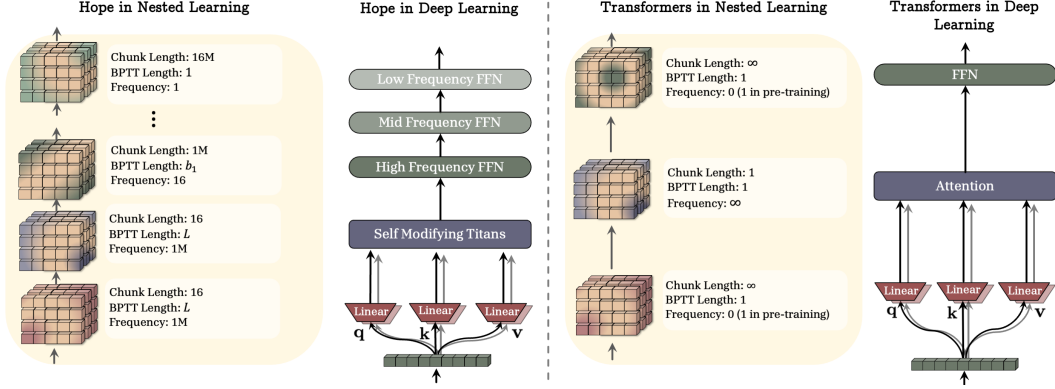 Hope in Nested Learning
Chunk Length: 16M
BPTT Length: 1
Frequency: 1
Chunk Length: 1M
BPTT Length: b₁
Frequency: 16
Chunk Length: 16
BPTT Length: L
Frequency: 1M
Chunk Length: 16
BPTT Length: L
Frequency: 1M
Hope in Deep Learning
Low Frequency FFN
Mid Frequency FFN
High Frequency FFN
Self Modifying Titans
Linear
Linear
Linear
q
k
v
Transformers in Nested Learning
Chunk Length: ∞
BPTT Length: 1
Frequency: 0 (1 in pre-training)
Chunk Length: 1
BPTT Length: 1
Frequency: ∞
Chunk Length: ∞
BPTT Length: 1
Frequency: 0 (1 in pre-training)
Transformers in Deep
Learning
FFN
Attention
Linear
Linear
Linear
q
k
v